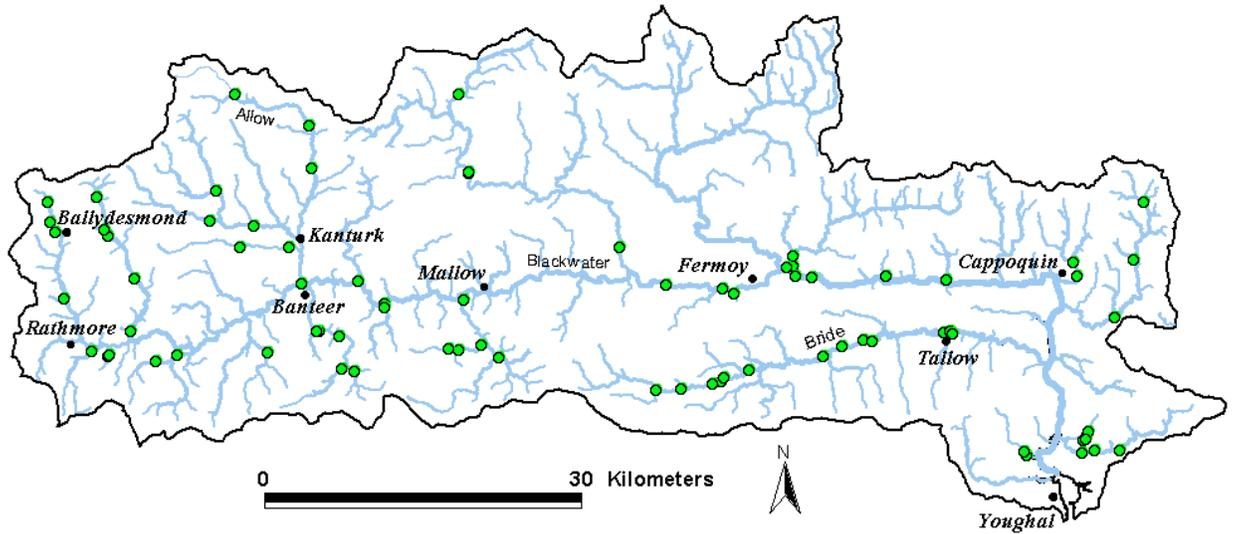 Allow
Ballydesmond
Kanturk
Mallow
Blackwater
Fermoy
Cappoquin
Banteer
Rathmore
Bride
Tallow
N
0
30 Kilometers
Youghal